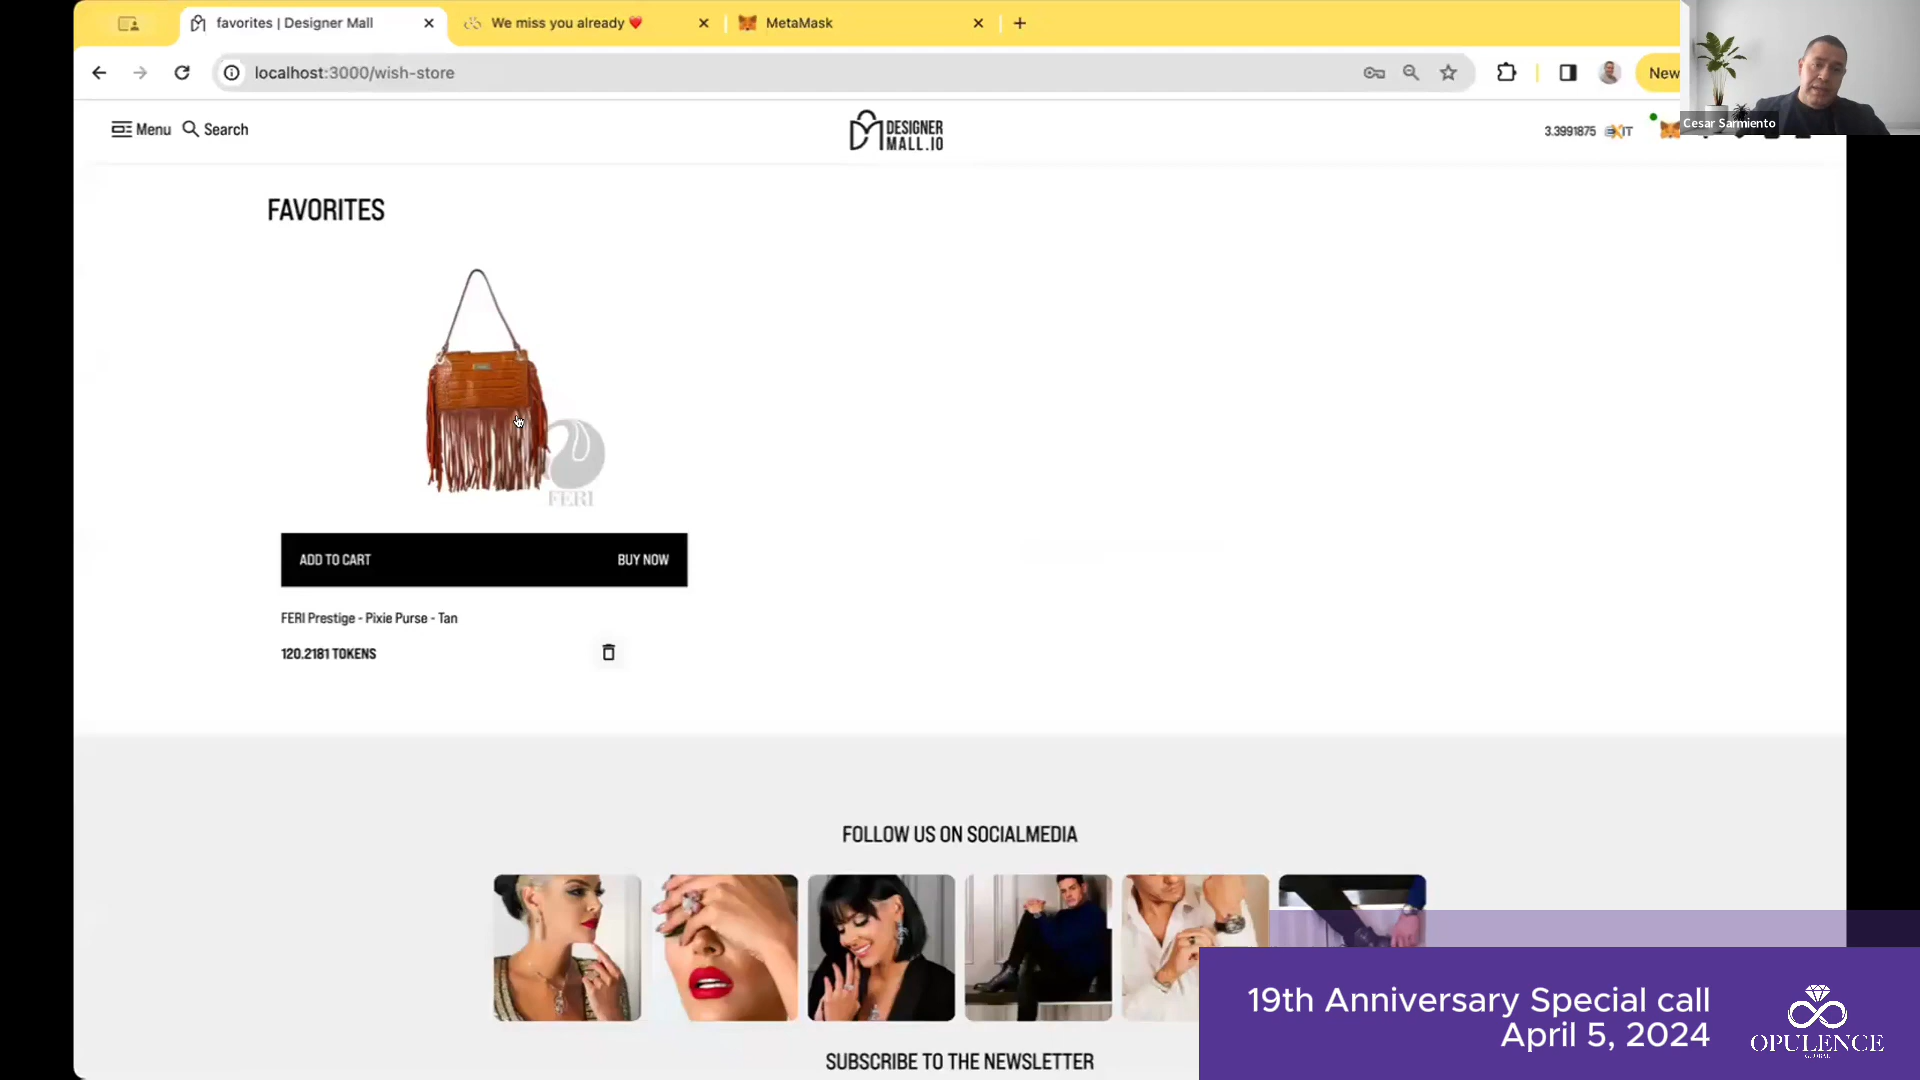 favorites | Designer Mall
We miss you already ❤️
MetaMask
localhost:3000/wish-store
New
Cesar Sarmiento
Menu
Search
DESIGNER
MALL.IO
3.3991875
EXIT
FAVORITES
FERI
ADD TO CART
BUY NOW
FERI Prestige - Pixie Purse - Tan
120.2181 TOKENS
FOLLOW US ON SOCIALMEDIA
19th Anniversary Special call
April 5, 2024
OPULENCE
GLOBAL
SUBSCRIBE TO THE NEWSLETTER